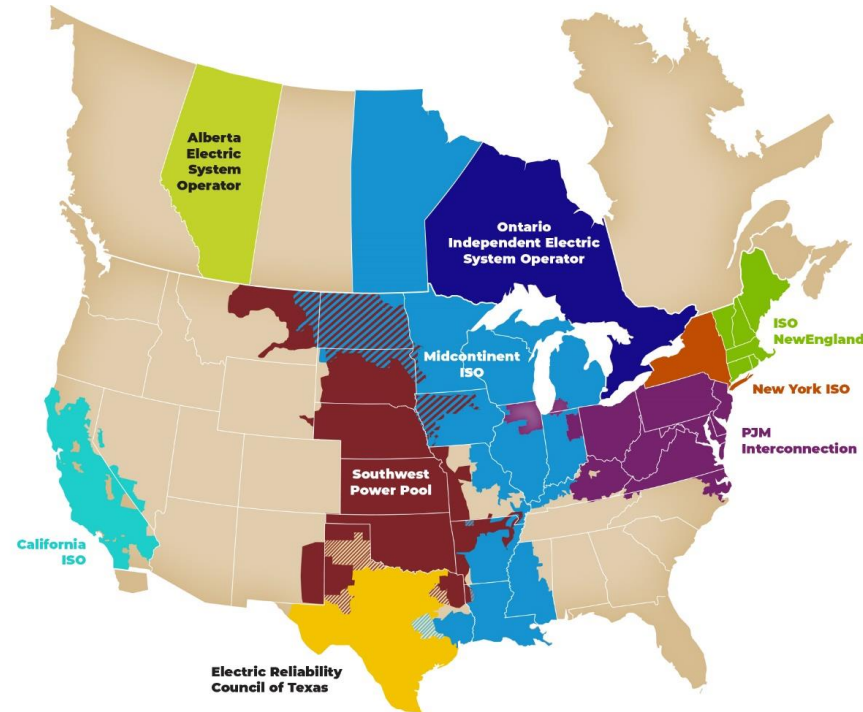 Alberta
Electric
System
Operator
Ontario
Independent Electric
System Operator
Midcontinent
ISO
ISO
NewEngland
New York ISO
PJM
Interconnection
Southwest
Power Pool
California
ISO
Electric Reliability
Council of Texas